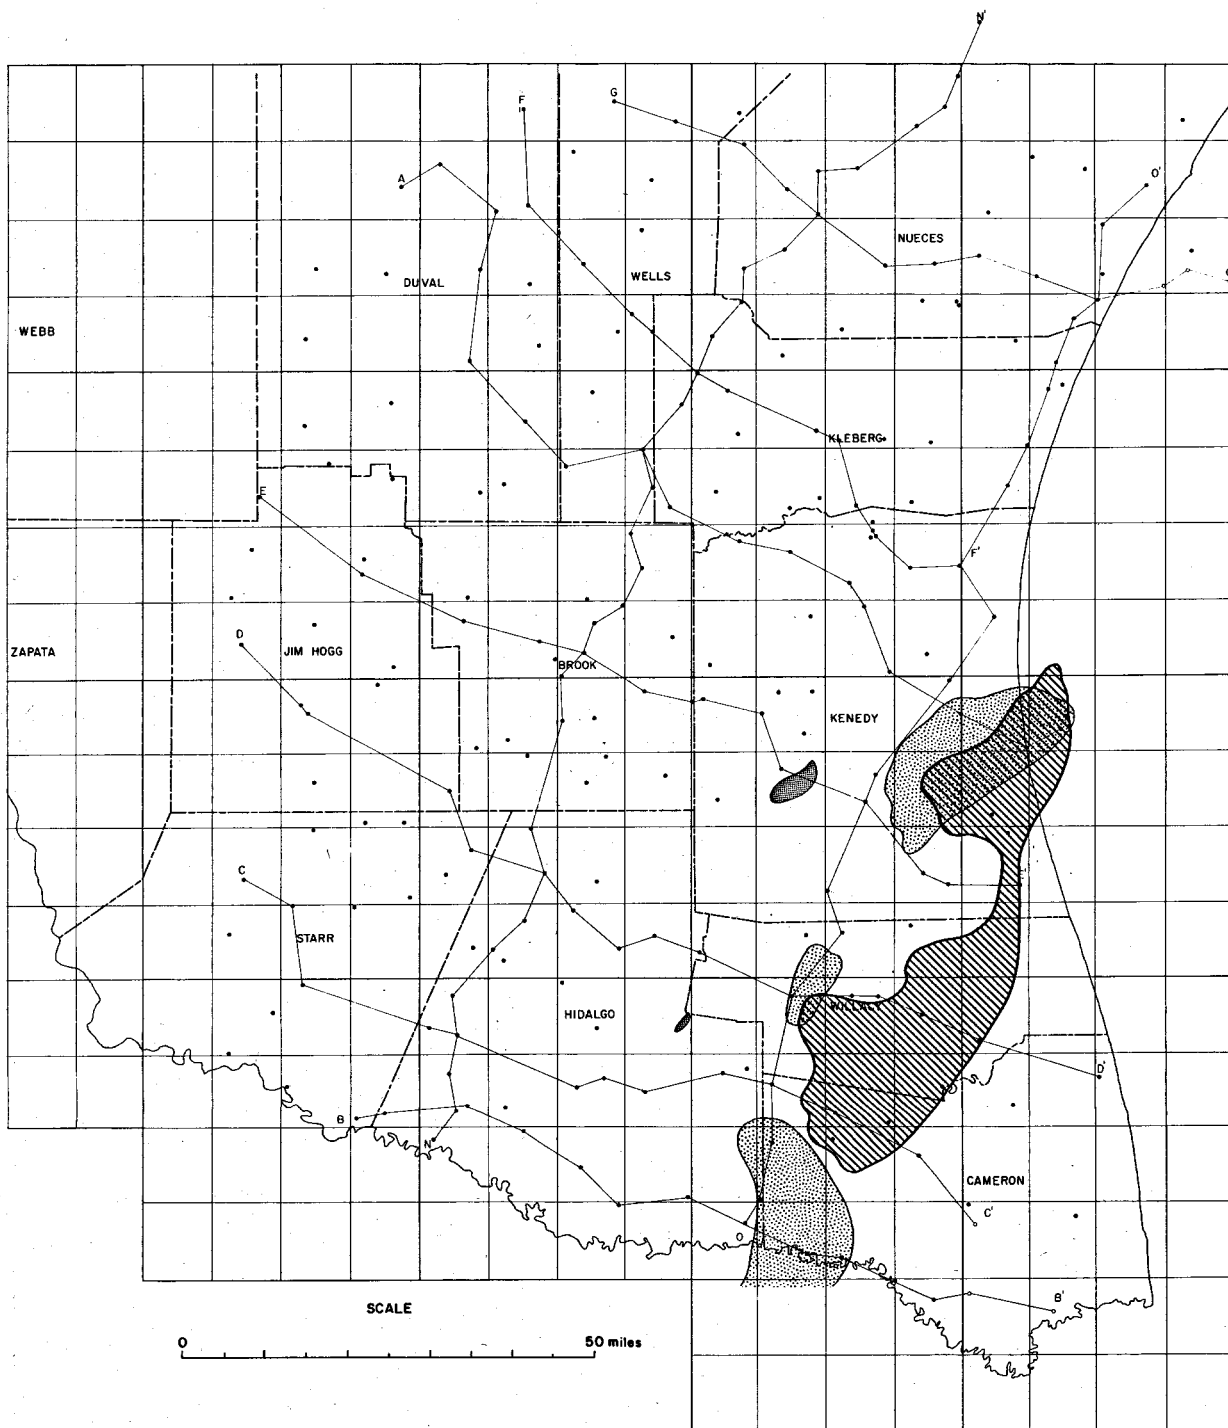 N'
F
G
A
O'
NUECES
DUVAL
WELLS
WEBB
KLEBERG
E
F'
D
ZAPATA
JIM HOGG
BROOK
KENEDY
C
STARR
WILLACY
HIDALGO
D'
B
N
CAMERON
C'
O
B'
SCALE
0
50 miles